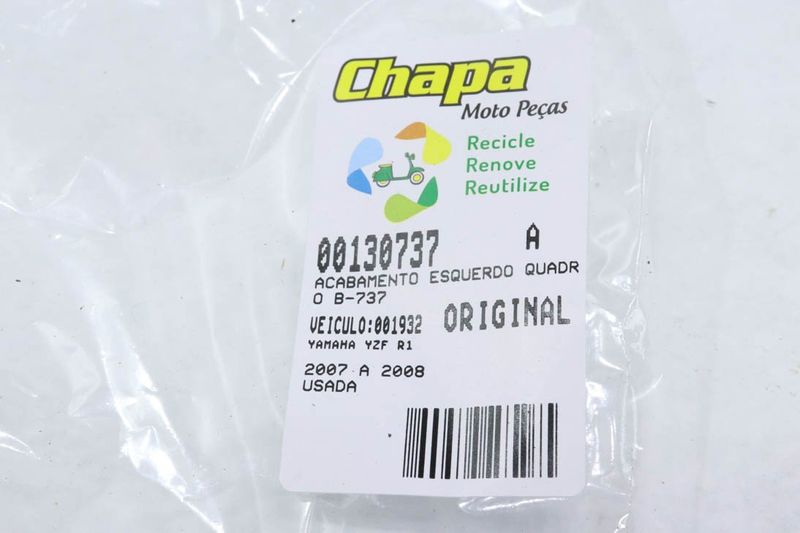 Chapa
Moto Peças
Recicle
Renove
Reutilize
00130737 A
ACABAMENTO ESQUERDO QUADR
O B-737
VEICULO:001932 ORIGINAL
YAMAHA YZF R1
2007 A 2008
USADA